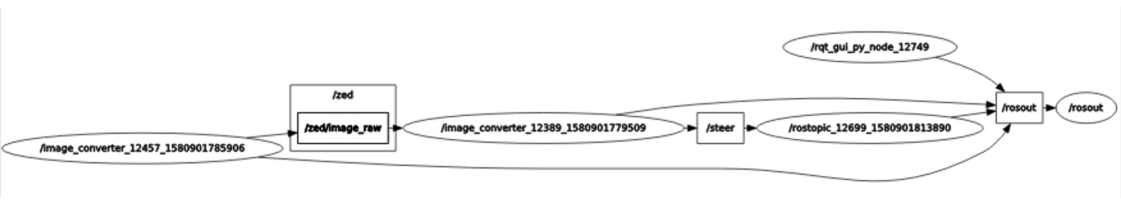 /rqt_gui_py_node_12749
/zed
/rosout
/rosout
/zed/image_raw
/image_converter_12389_1580901779509
/steer
/rostopic_12699_1580901813890
/image_converter_12457_1580901785906